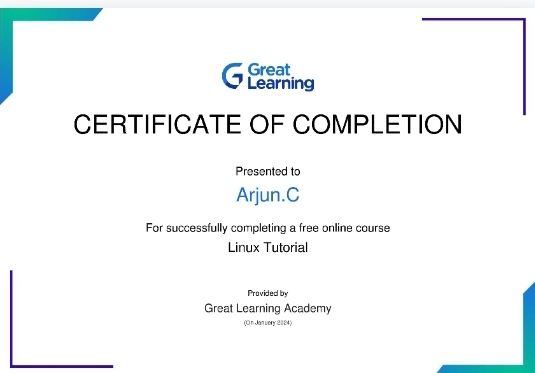 Great
Learning
CERTIFICATE OF COMPLETION
Presented to
Arjun.C
For successfully completing a free online course
Linux Tutorial
Provided by
Great Learning Academy
(On January 2024)